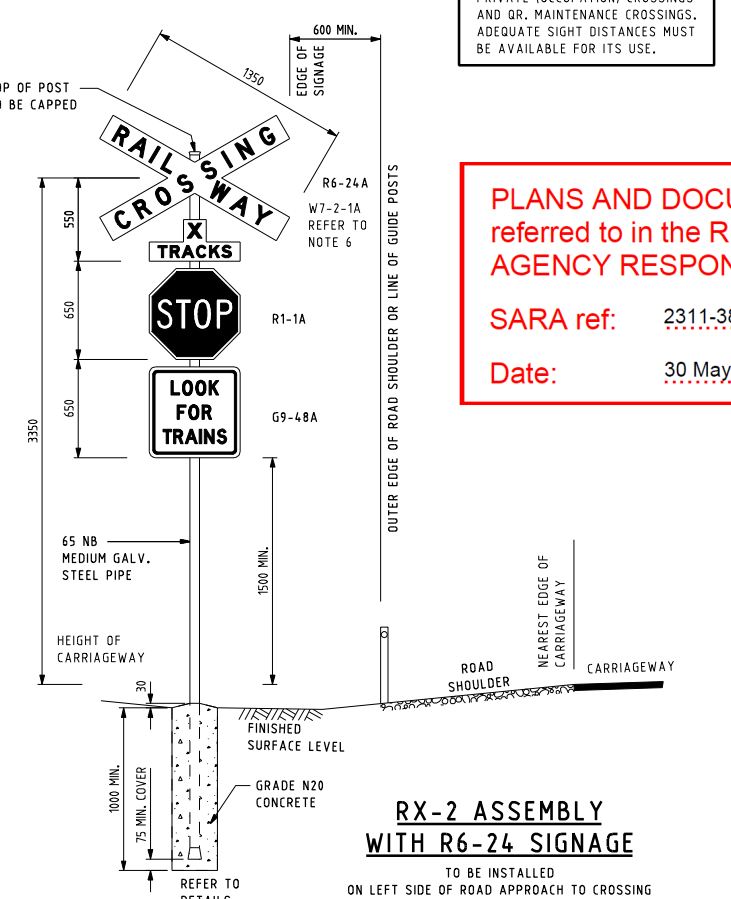 AND QR. MAINTENANCE CROSSINGS.
ADEQUATE SIGHT DISTANCES MUST
BE AVAILABLE FOR ITS USE.
600 MIN.
EDGE OF
SIGNAGE
1350
OF POST
BE CAPPED
RAIL SSING
CROS WAY
R6-24A
W7-2-1A
REFER TO
NOTE 6
X
TRACKS
550
STOP
R1-1A
650
LOOK
FOR
TRAINS
G9-48A
650
3350
OUTER EDGE OF ROAD SHOULDER OR LINE OF GUIDE POSTS
PLANS AND
referred to in the
AGENCY
SARA ref:
Date: 30 May
65 NB
MEDIUM GALV.
STEEL PIPE
1500 MIN.
HEIGHT OF
CARRIAGEWAY
30
NEAREST EDGE OF
CARRIAGEWAY
ROAD
SHOULDER
CARRIAGEWAY
FINISHED
SURFACE LEVEL
1000 MIN.
75 MIN. COVER
GRADE N20
CONCRETE
REFER TO
RX-2 ASSEMBLY
WITH R6-24 SIGNAGE
TO BE INSTALLED
ON LEFT SIDE OF ROAD APPROACH TO CROSSING